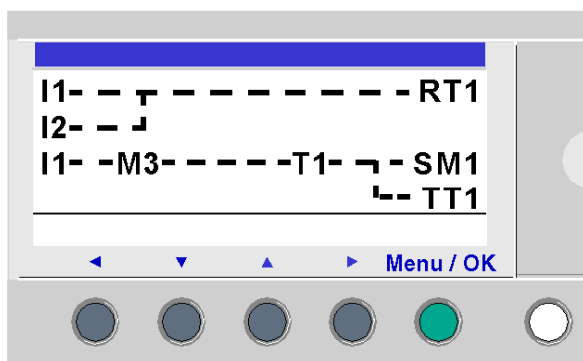 I1- - - - - - - - - - RT1
I2- - -
I1- -M3- - - - -T1- - - SM1
-- TT1
Menu / OK